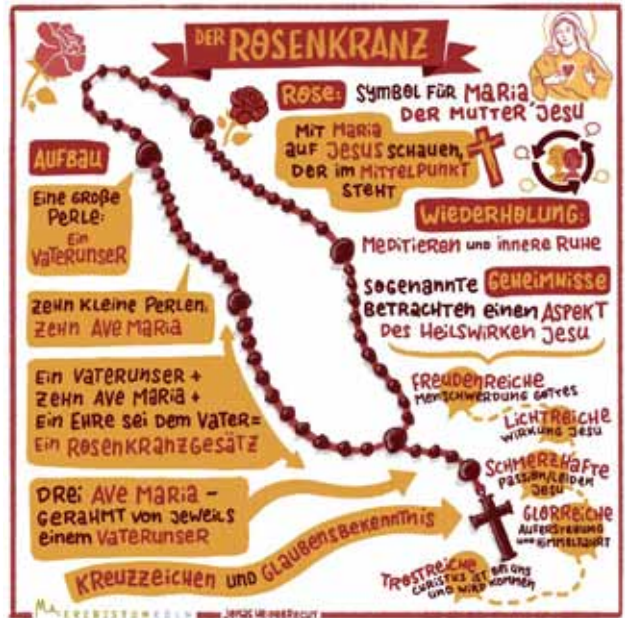 DER ROSENKRANZ
ROSE: SYMBOL FÜR MARIA,
DER MUTTER JESU
MIT MARIA
AUF JESUS SCHAUEN,
DER IM MITTELPUNKT
STEHT
WIEDERHOLUNG:
MEDITIEREN UND INNERE RUHE
SOGENANNTE GEHEIMNISSE
BETRACHTEN EINEN ASPEKT
DES HEILSWIRKEN JESU
FREUDENREICHE
MENSCHWERDUNG GOTTES
LICHTREICHE
WIRKUNG JESU
SCHMERZHAFTE
PASSION/LEIDEN
JESU
GLORREICHE
AUFERSTEHUNG
UND HIMMELFAHRT
TROSTREICHE
CHRISTUS IST BEI UNS
UND WIRD KOMMEN
AUFBAU
EINE GROßE
PERLE:
EIN
VATERUNSER
ZEHN KLEINE PERLEN:
ZEHN AVE MARIA
EIN VATERUNSER +
ZEHN AVE MARIA +
EIN EHRE SEI DEM VATER =
EIN ROSENKRANZGESÄTZ
DREI AVE MARIA –
GERAHMT VON JEWEILS
EINEM VATERUNSER
KREUZZEICHEN UND GLAUBENSBEKENNTNIS
ERZBISTUM KÖLN